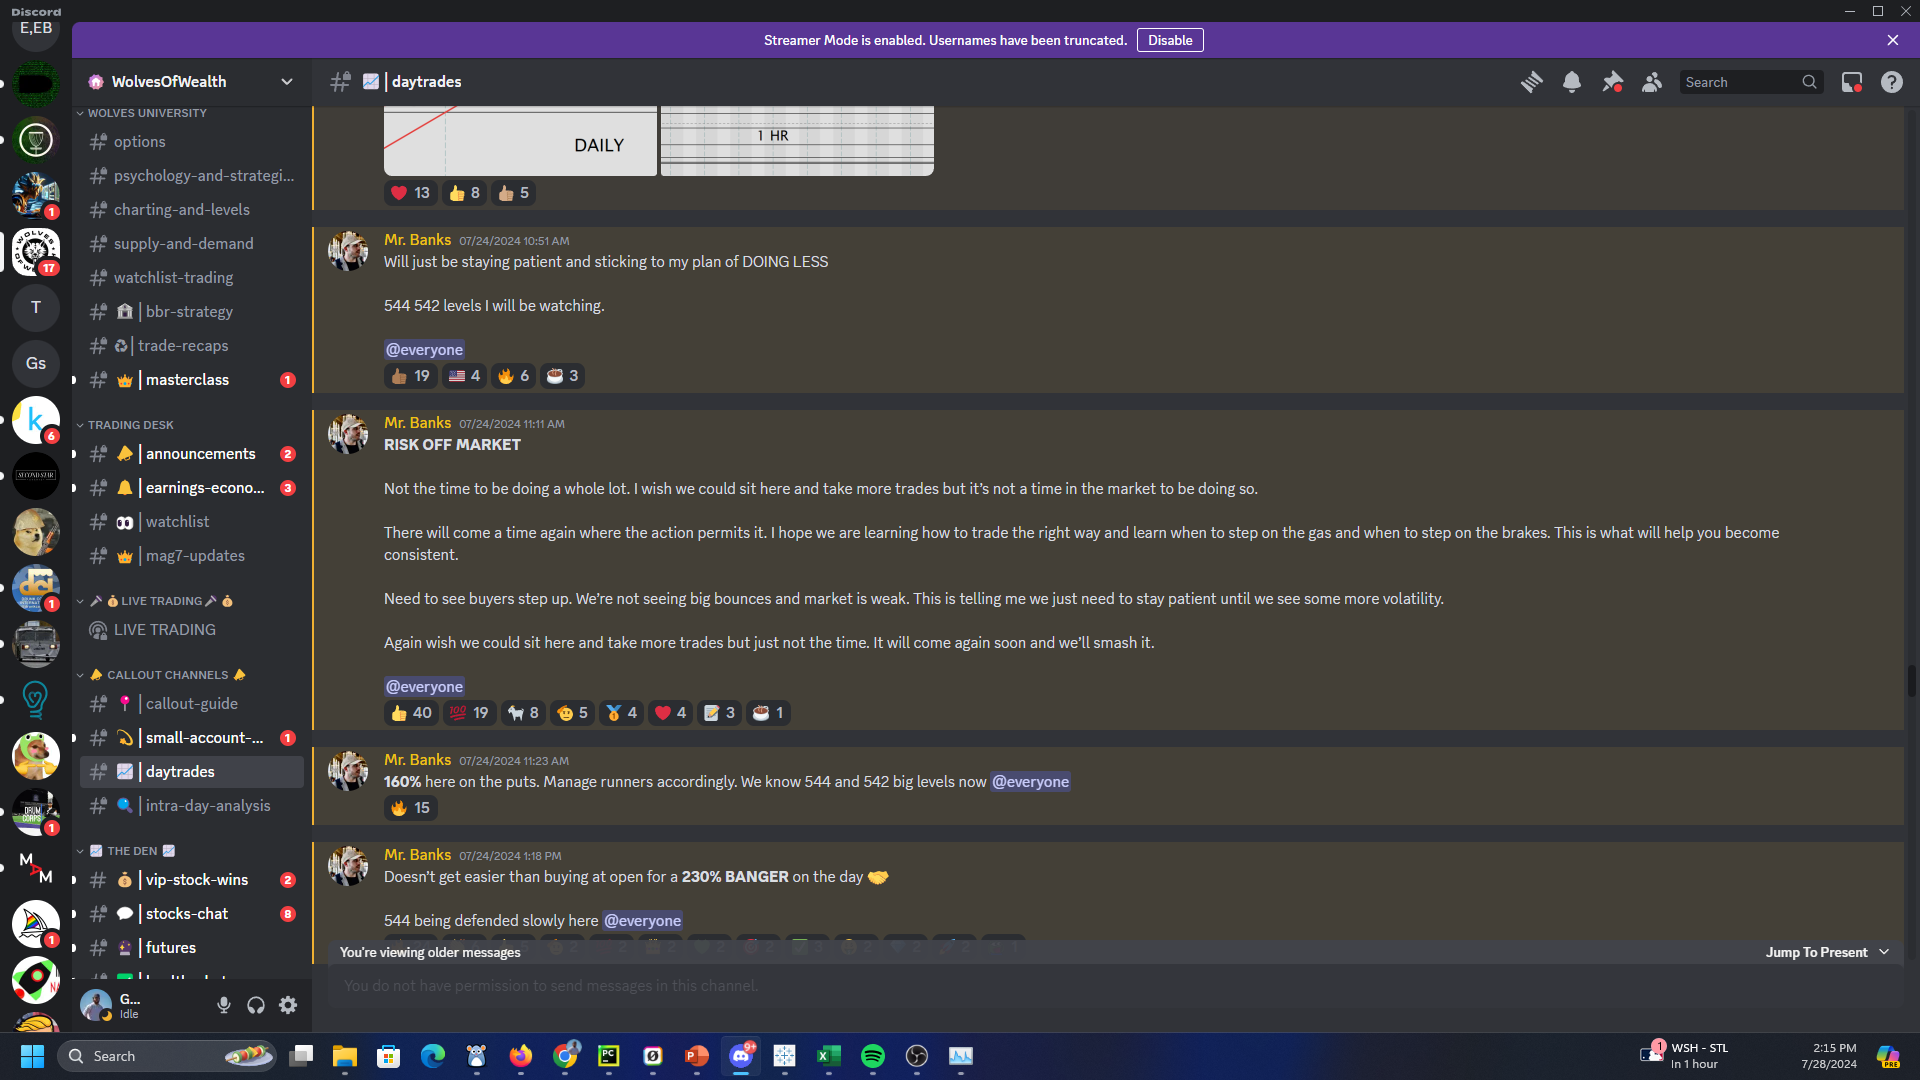 Discord
E,EB
Streamer Mode is enabled. Usernames have been truncated. Disable
WolvesOfWealth
| daytrades
Search
WOLVES UNIVERSITY
options
psychology-and-strategi...
charting-and-levels
supply-and-demand
watchlist-trading
| bbr-strategy
| trade-recaps
| masterclass 1
TRADING DESK
| announcements 2
| earnings-econo... 3
| watchlist
| mag7-updates
LIVE TRADING
LIVE TRADING
CALLOUT CHANNELS
| callout-guide
| small-account-... 1
| daytrades
| intra-day-analysis
THE DEN
| vip-stock-wins 2
| stocks-chat 8
| futures
1
17
T
Gs
k
6
SECOND STAR
1
DRUM CORPS
1
M A M
1
G...
Idle
DAILY
1 HR
13 8 5
Mr. Banks 07/24/2024 10:51 AM
Will just be staying patient and sticking to my plan of DOING LESS
544 542 levels I will be watching.
@everyone
19 4 6 3
Mr. Banks 07/24/2024 11:11 AM
RISK OFF MARKET
Not the time to be doing a whole lot. I wish we could sit here and take more trades but it’s not a time in the market to be doing so.
There will come a time again where the action permits it. I hope we are learning how to trade the right way and learn when to step on the gas and when to step on the brakes. This is what will help you become
consistent.
Need to see buyers step up. We’re not seeing big bounces and market is weak. This is telling me we just need to stay patient until we see some more volatility.
Again wish we could sit here and take more trades but just not the time. It will come again soon and we’ll smash it.
@everyone
40 19 8 5 4 4 3 1
Mr. Banks 07/24/2024 11:23 AM
160% here on the puts. Manage runners accordingly. We know 544 and 542 big levels now @everyone
15
Mr. Banks 07/24/2024 1:18 PM
Doesn’t get easier than buying at open for a 230% BANGER on the day
544 being defended slowly here @everyone
You're viewing older messages
Jump To Present
You do not have permission to send messages in this channel.
Search
PC
9+
1
WSH - STL
In 1 hour
2:15 PM
7/28/2024
PRE